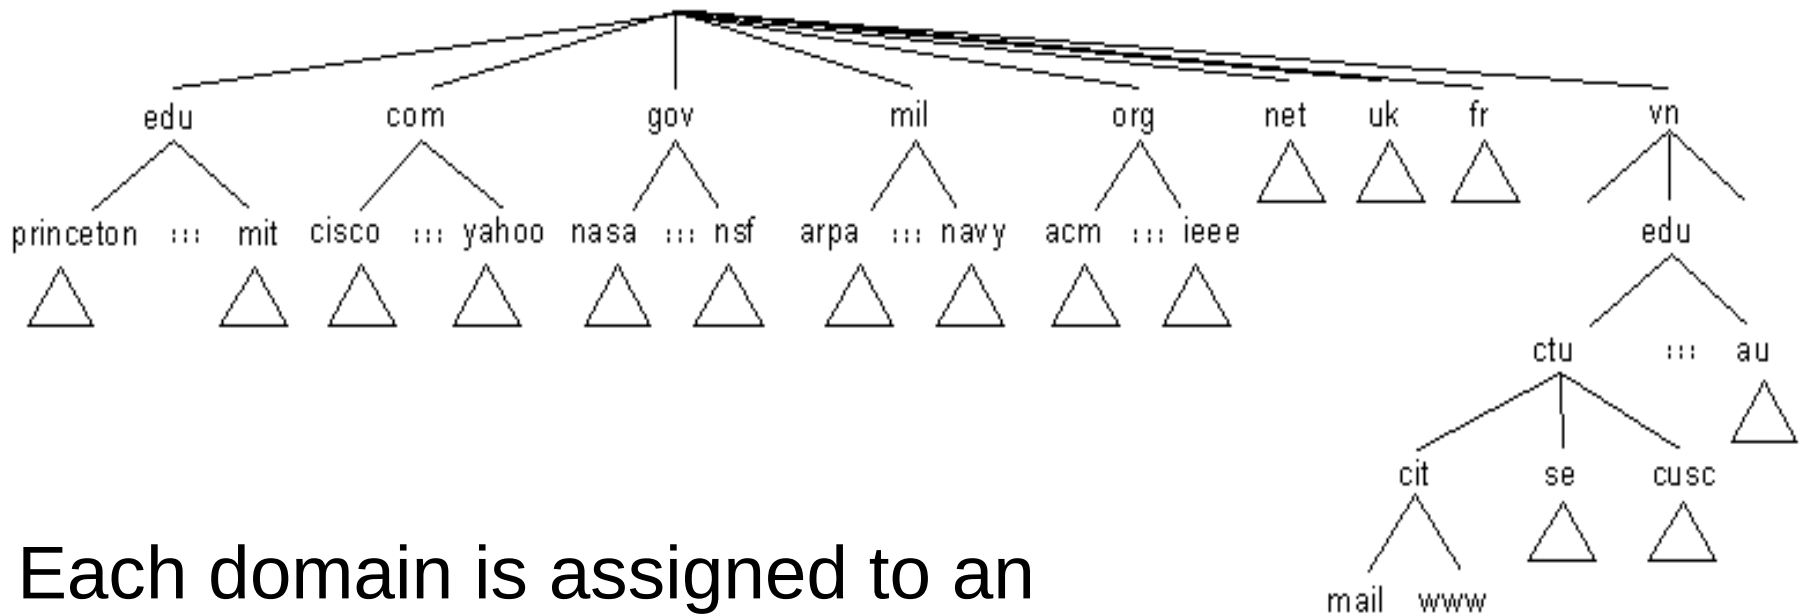 edu com gov mil org net uk fr vn
princeton ::: mit cisco ::: yahoo nasa ::: nsf arpa ::: navy acm ::: ieee edu
ctu ::: au
cit se cusc
Each domain is assigned to an
mail www